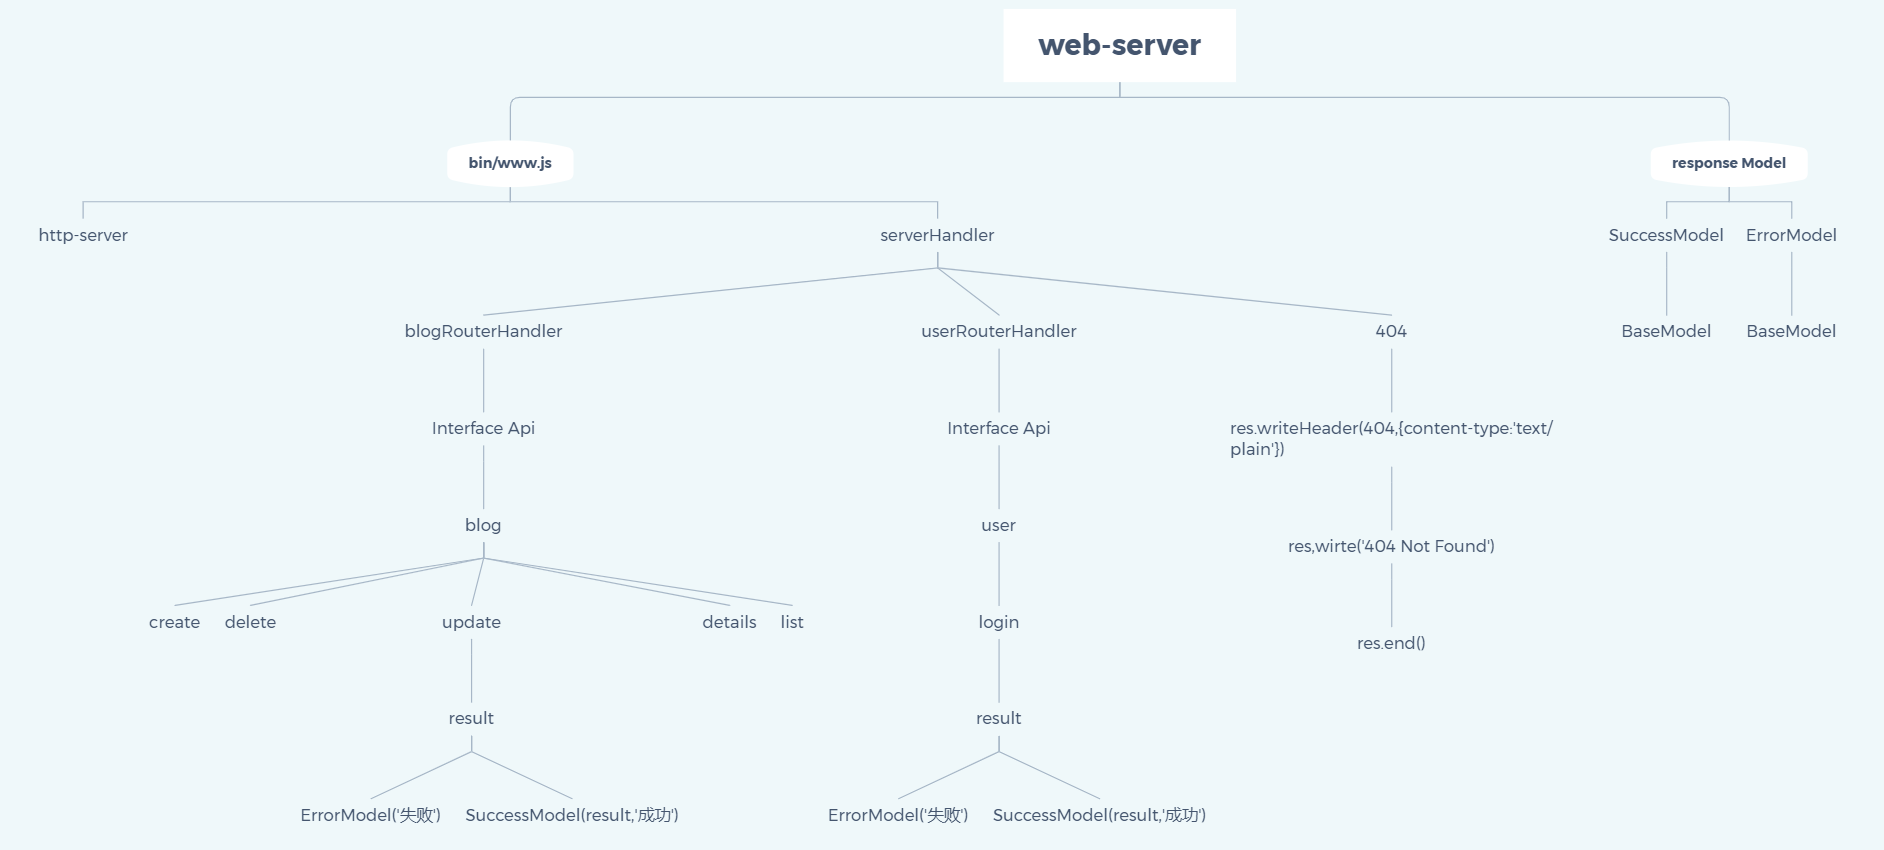 web-server
bin/www.js
response Model
http-server
serverHandler
SuccessModel
ErrorModel
blogRouterHandler
userRouterHandler
404
BaseModel
BaseModel
Interface Api
Interface Api
res.writeHeader(404,{content-type:'text/
plain'})
blog
user
res,wirte('404 Not Found')
create
delete
update
details
list
login
res.end()
result
result
ErrorModel('失败')
SuccessModel(result,'成功')
ErrorModel('失败')
SuccessModel(result,'成功')